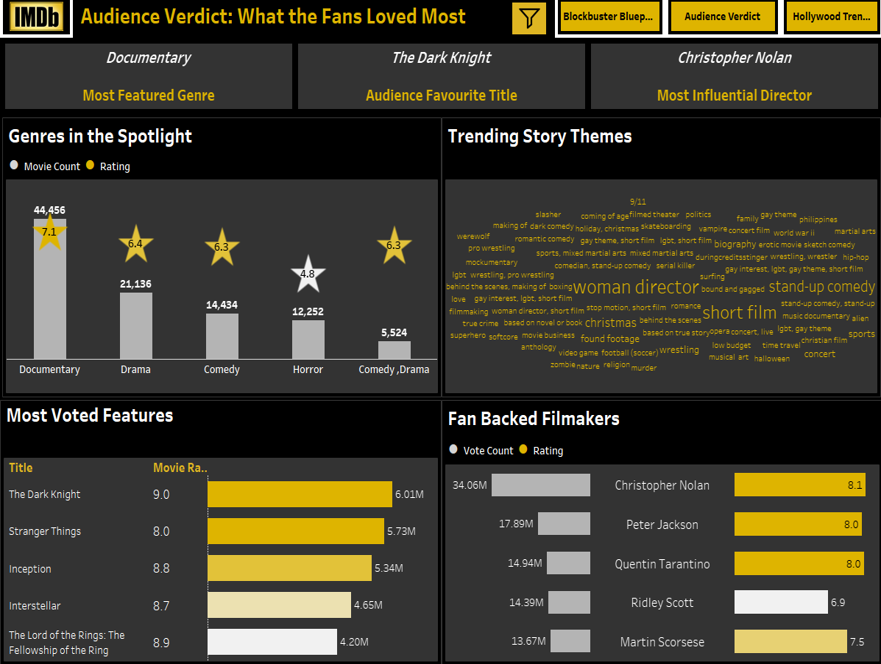 IMDb
Audience Verdict: What the Fans Loved Most
Blockbuster Bluep...
Audience Verdict
Hollywood Tren...
Documentary
Most Featured Genre
The Dark Knight
Audience Favourite Title
Christopher Nolan
Most Influential Director
Genres in the Spotlight
Movie Count
Rating
44,456
7.1
21,136
6.4
14,434
6.3
12,252
4.8
5,524
6.3
Documentary
Drama
Comedy
Horror
Comedy ,Drama
Trending Story Themes
9/11
slasher
coming of age
filmed theater
politics
family
gay theme
philippines
making of
dark comedy
holiday, christmas
skateboarding
vampire
concert film
world war ii
martial arts
werewolf
romantic comedy
gay theme, short film
lgbt, short film
biography
erotic movie
sketch comedy
pro wrestling
sports, mixed martial arts
mixed martial arts
duringcreditsstinger
wrestling, wrestler
hip-hop
mockumentary
comedian, stand-up comedy
serial killer
gay interest, lgbt, gay theme, short film
lgbt
wrestling, pro wrestling
surfing
behind the scenes, making of
boxing
woman director
bound and gagged
stand-up comedy
love
gay interest, lgbt, short film
stand-up comedy, stand-up
filmmaking
woman director, short film
stop motion, short film
romance
short film
music documentary
alien
true crime
based on novel or book
christmas
behind the scenes
superhero
softcore
movie business
found footage
based on true story
opera
concert, live
lgbt, gay theme
sports
anthology
low budget
time travel
christian film
video game
football (soccer)
wrestling
musical
art
halloween
concert
zombie
nature
religion
murder
Most Voted Features
Title
Movie Ra..
The Dark Knight
9.0
6.01M
Stranger Things
8.0
5.73M
Inception
8.8
5.34M
Interstellar
8.7
4.65M
The Lord of the Rings: The
Fellowship of the Ring
8.9
4.20M
Fan Backed Filmakers
Vote Count
Rating
34.06M
Christopher Nolan
8.1
17.89M
Peter Jackson
8.0
14.94M
Quentin Tarantino
8.0
14.39M
Ridley Scott
6.9
13.67M
Martin Scorsese
7.5